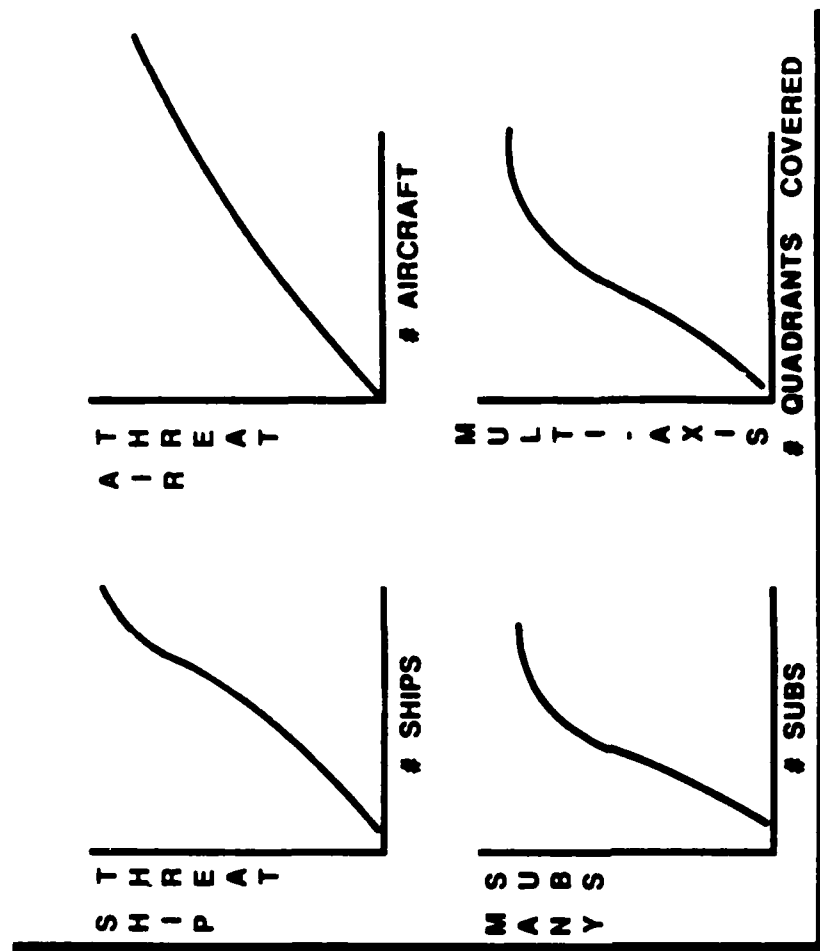 SHIP THREAT
# SHIPS
AIR THREAT
# AIRCRAFT
MANY SUBS
# SUBS
MULTI-AXIS
# QUADRANTS COVERED